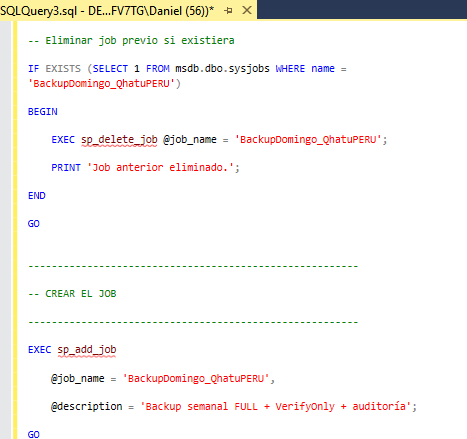 SQLQuery3.sql - DE...FV7TG\Daniel (56))*
-- Eliminar job previo si existiera
IF EXISTS (SELECT 1 FROM msdb.dbo.sysjobs WHERE name =
'BackupDomingo_QhatuPERU')
BEGIN
EXEC sp_delete_job @job_name = 'BackupDomingo_QhatuPERU';
PRINT 'Job anterior eliminado.';
END
GO
-----------------------------------------------------
-- CREAR EL JOB
-----------------------------------------------------
EXEC sp_add_job
@job_name = 'BackupDomingo_QhatuPERU',
@description = 'Backup semanal FULL + VerifyOnly + auditoría';
GO